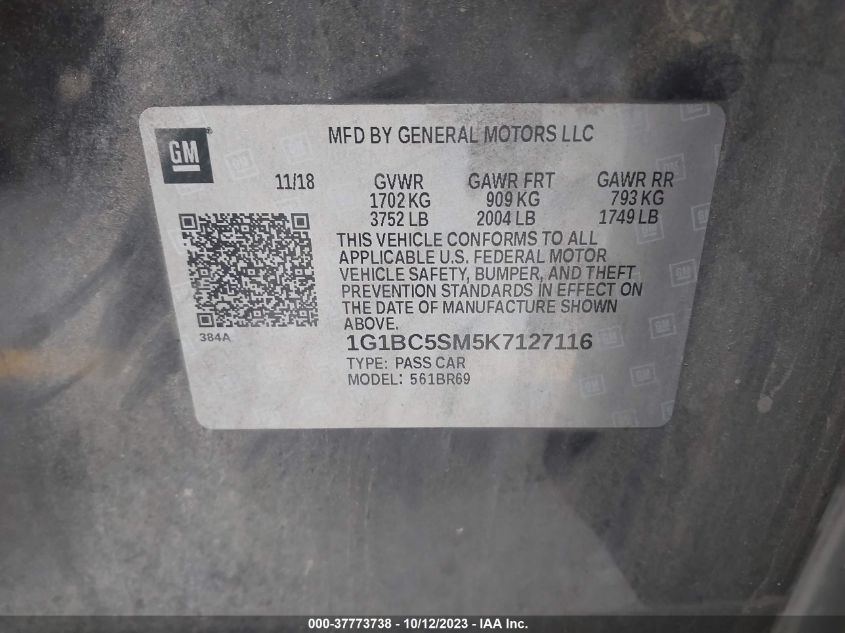 MFD BY GENERAL MOTORS LLC
GM
11/18 GVWR GAWR FRT GAWR RR
1702 KG 909 KG 793 KG
3752 LB 2004 LB 1749 LB
THIS VEHICLE CONFORMS TO ALL
APPLICABLE U.S. FEDERAL MOTOR
VEHICLE SAFETY, BUMPER, AND THEFT
PREVENTION STANDARDS IN EFFECT ON
THE DATE OF MANUFACTURE SHOWN
ABOVE.
384A
1G1BC5SM5K7127116
TYPE: PASS CAR
MODEL: 561BR69
000-37773738 - 10/12/2023 - IAA Inc.